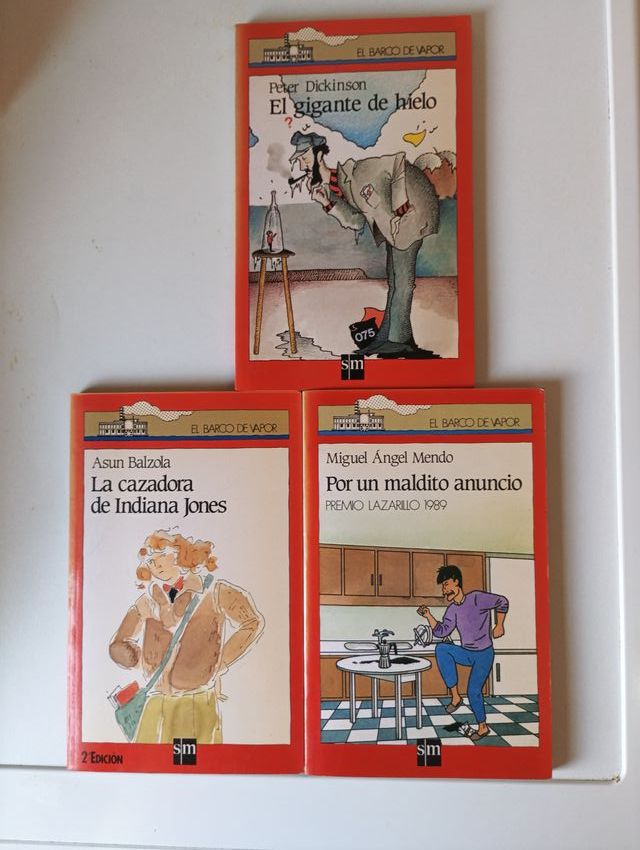 EL BARCO DE VAPOR
Peter Dickinson
El gigante de hielo
?
075
sm
EL BARCO DE VAPOR
Asun Balzola
La cazadora
de Indiana Jones
2ª EDICIÓN
sm
EL BARCO DE VAPOR
Miguel Ángel Mendo
Por un maldito anuncio
PREMIO LAZARILLO 1989
sm